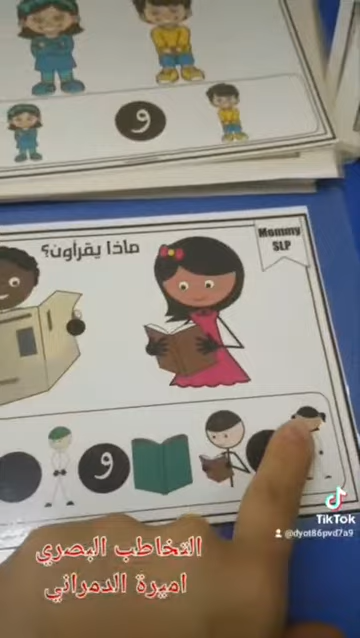 و
ماذا يقرأون؟
Mommy
SLP
و
TikTok
@dyot86pvd7a9
التخاطب البصري
اميرة الدمراني